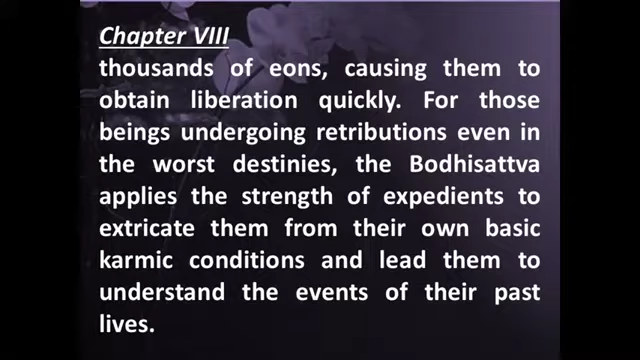 Chapter VIII
thousands of eons, causing them to
obtain liberation quickly. For those
beings undergoing retributions even in
the worst destinies, the Bodhisattva
applies the strength of expedients to
extricate them from their own basic
karmic conditions and lead them to
understand the events of their past
lives.